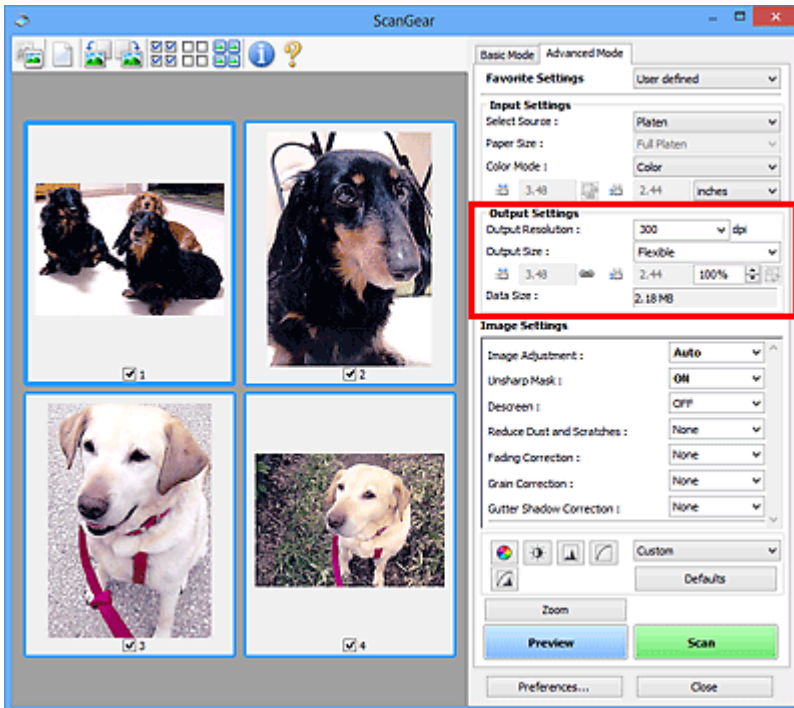 ScanGear
Basic Mode Advanced Mode
Favorite Settings User defined
Input Settings
Select Source : Platen
Paper Size : Full Platen
Color Mode : Color
3.48 2.44 inches
Output Settings
Output Resolution : 300 dpi
Output Size : Flexible
3.48 2.44 100%
Data Size : 2.18 MB
Image Settings
Image Adjustment : Auto
Unsharp Mask : ON
Descreen : OFF
Reduce Dust and Scratches : None
Fading Correction : None
Grain Correction : None
Gutter Shadow Correction : None
Custom
Defaults
Zoom
Preview Scan
Preferences... Close
1
2
3
4